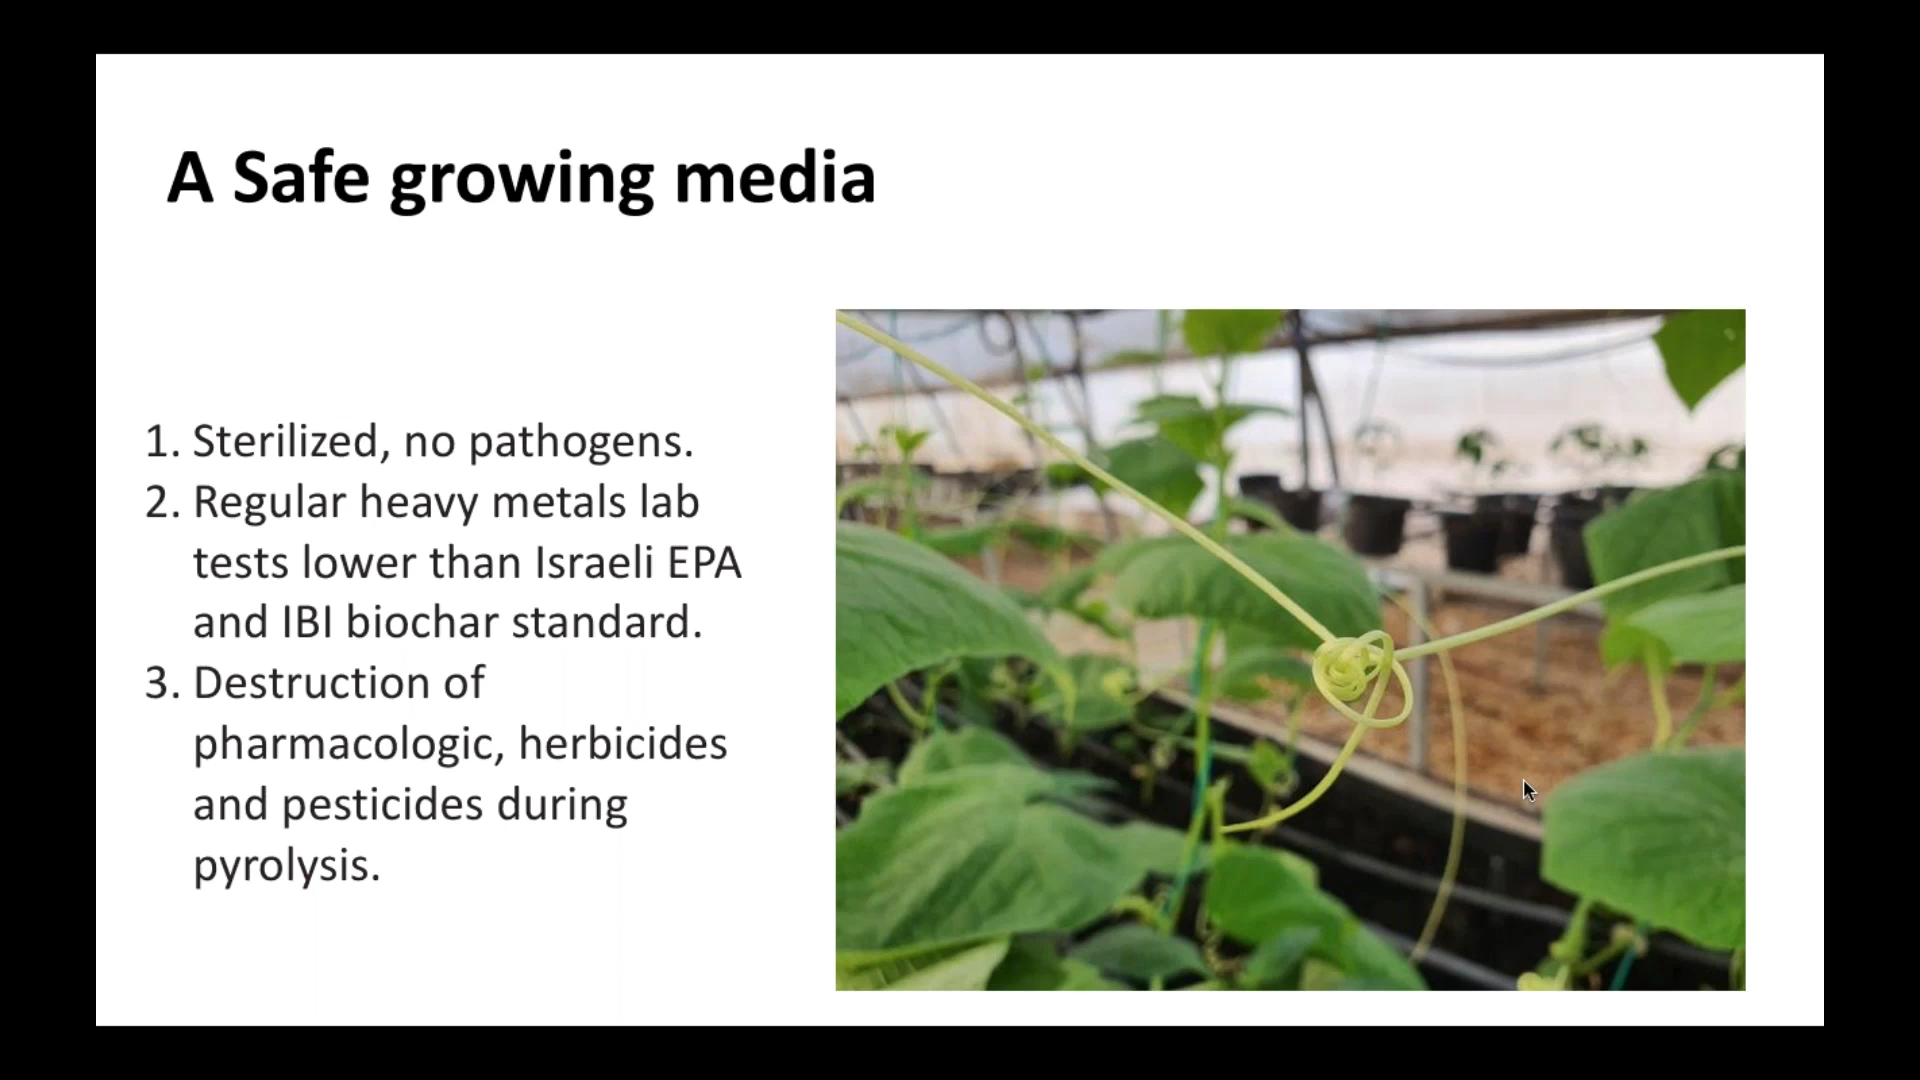 A Safe growing media
1. Sterilized, no pathogens.
2. Regular heavy metals lab
tests lower than Israeli EPA
and IBI biochar standard.
3. Destruction of
pharmacologic, herbicides
and pesticides during
pyrolysis.